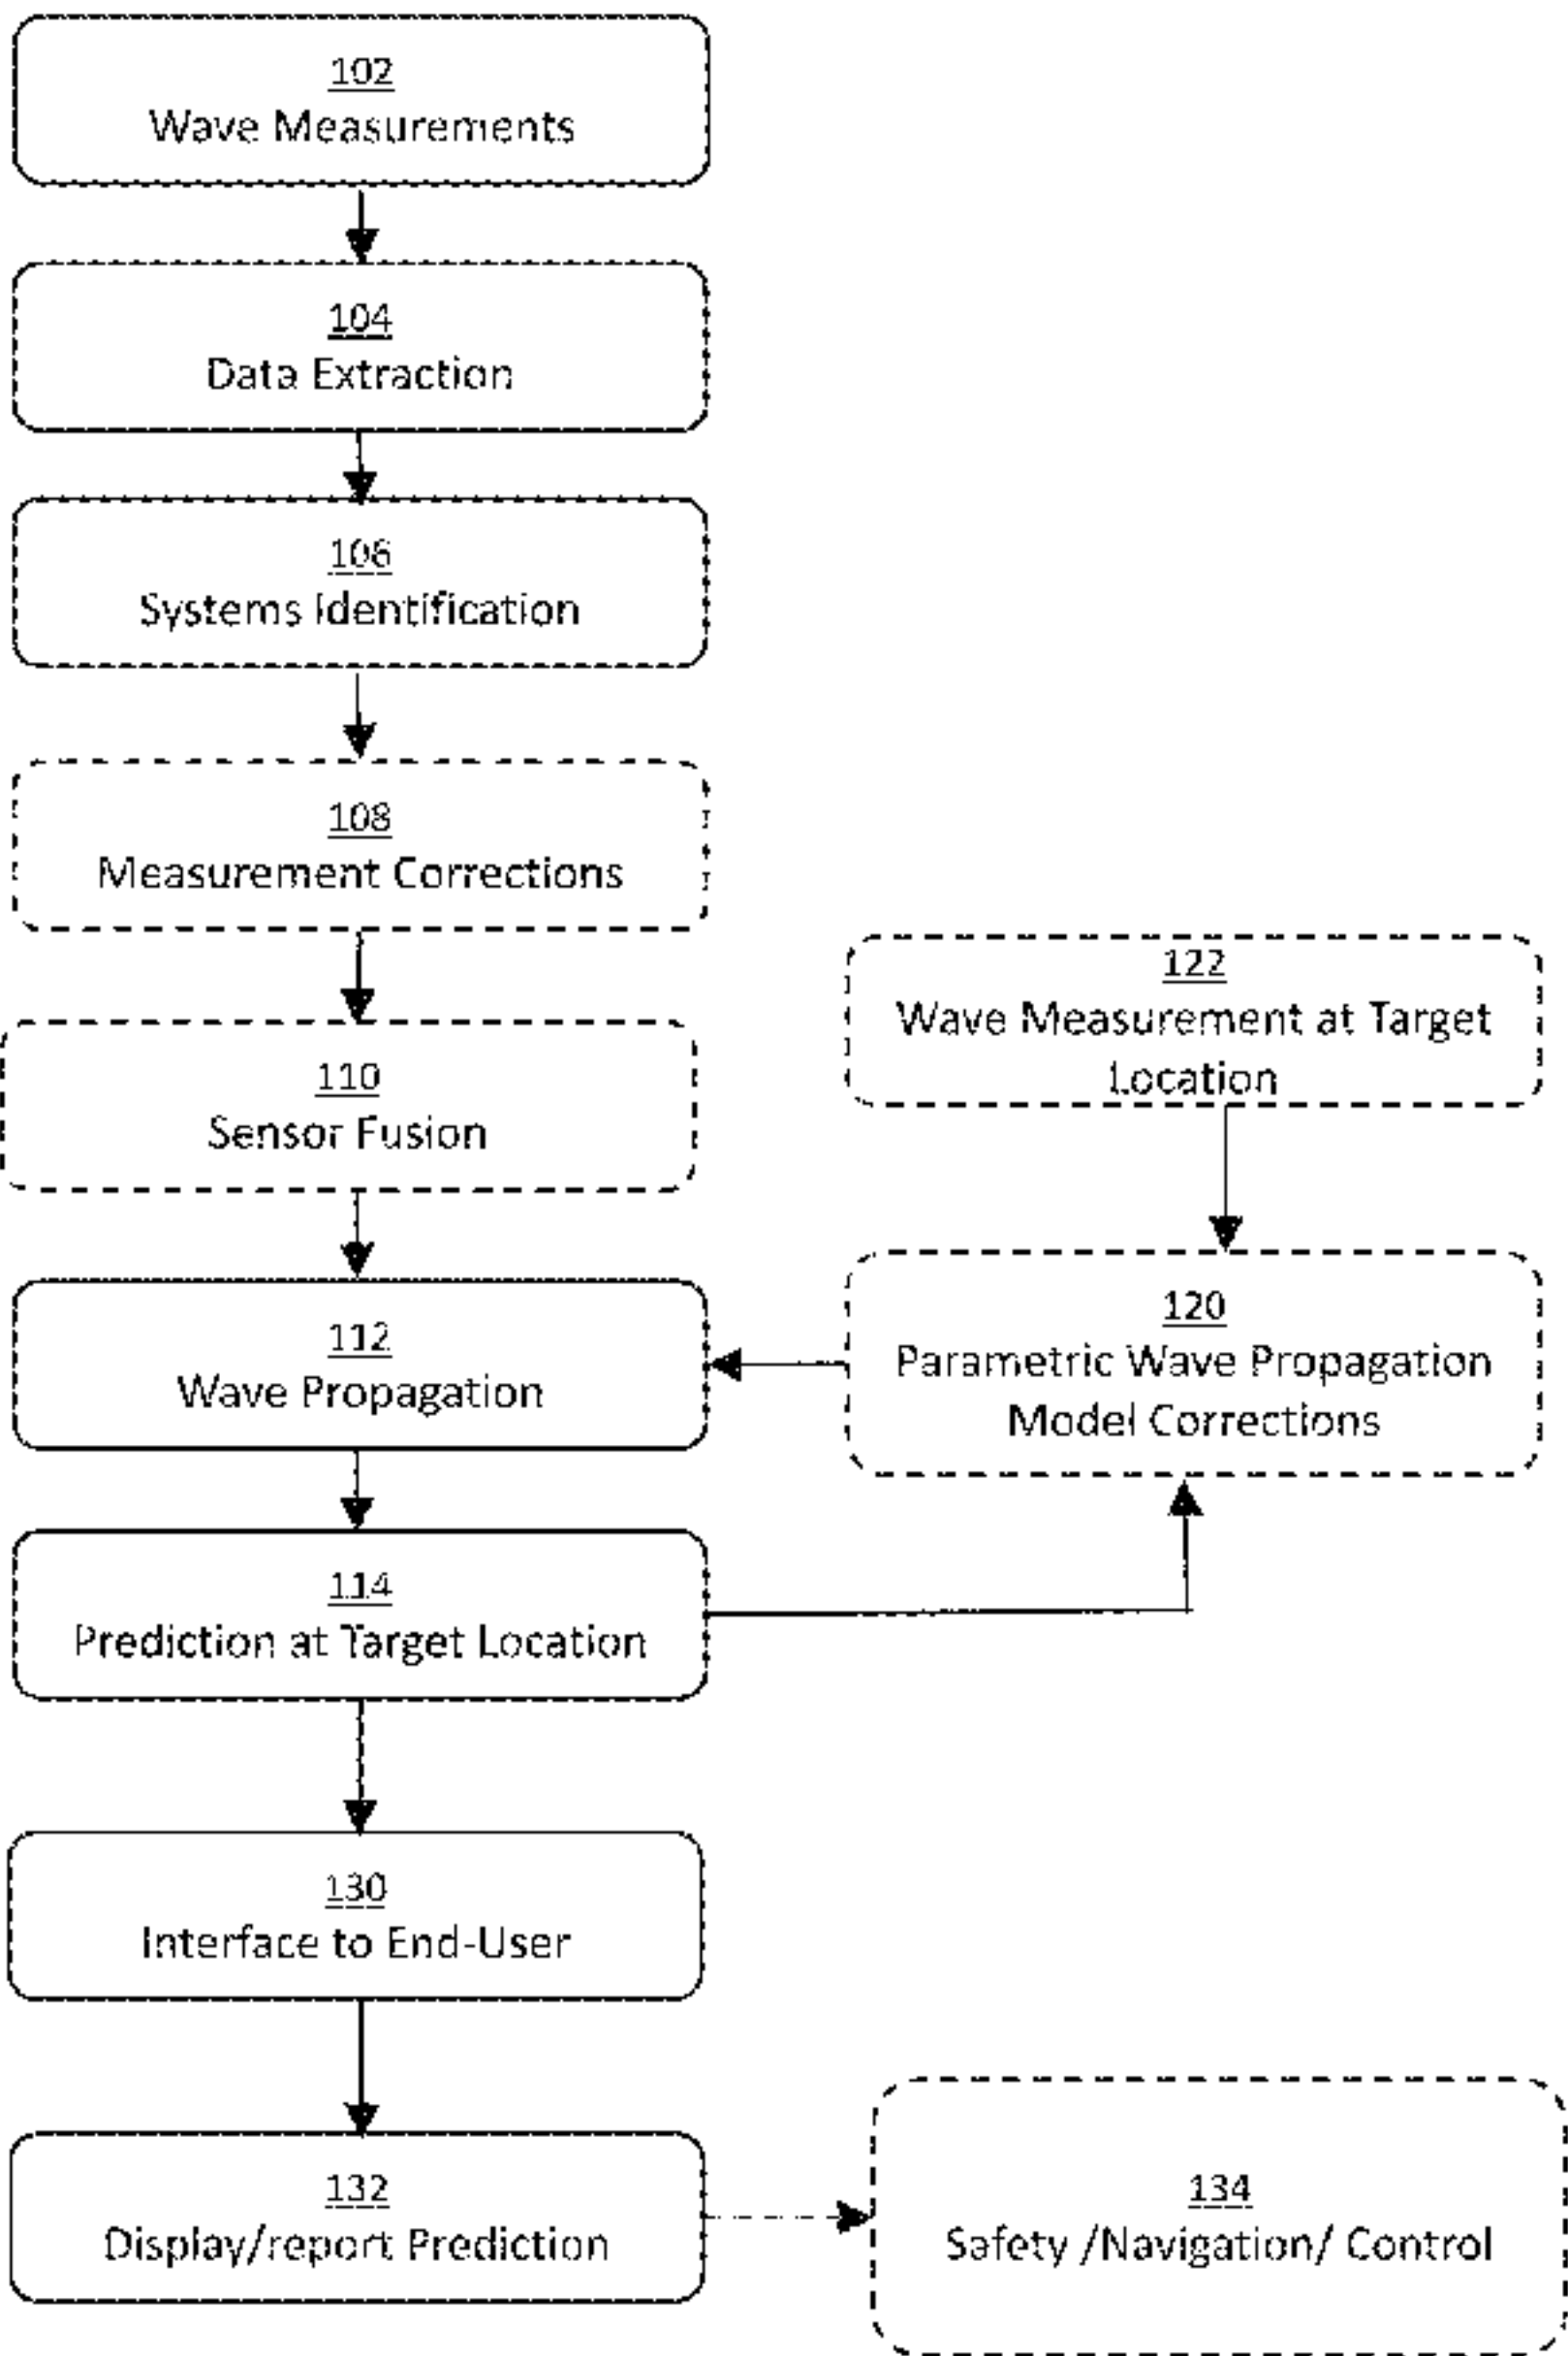 102
Wave Measurements
104
Data Extraction
106
Systems Identification
108
Measurement Corrections
110
Sensor Fusion
122
Wave Measurement at Target
Location
112
Wave Propagation
120
Parametric Wave Propagation
Model Corrections
114
Prediction at Target Location
130
Interface to End-User
132
Display/report Prediction
134
Safety /Navigation/ Control